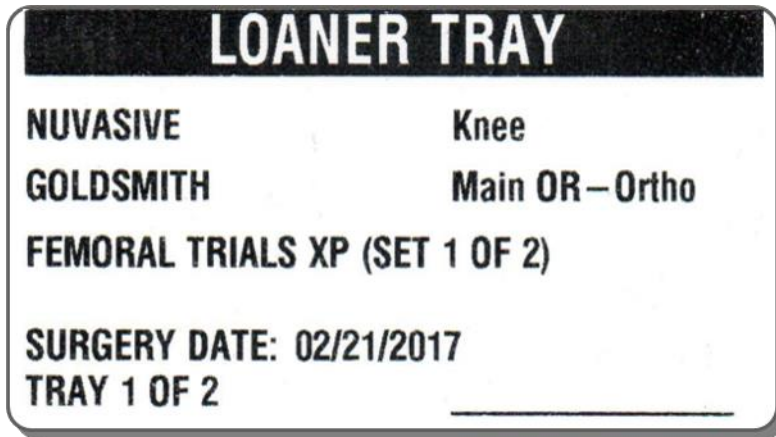 LOANER TRAY
NUVASIVE Knee
GOLDSMITH Main OR – Ortho
FEMORAL TRIALS XP (SET 1 OF 2)
SURGERY DATE: 02/21/2017
TRAY 1 OF 2